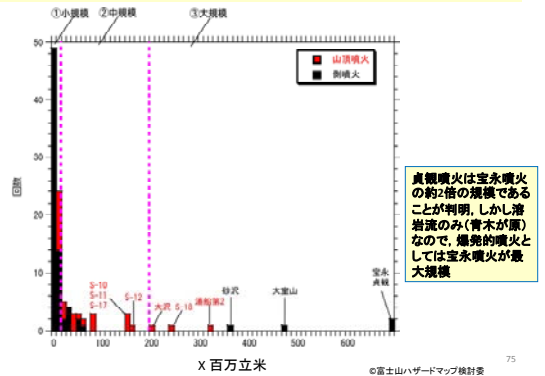 ①小規模 ②中規模 ③大規模
50
40
30
20
10
0
回数
山頂噴火
側噴火
S-10
S-11
S-17
S-12
大沢
S-18
湯船第2
砂沢
大室山
宝永
貞観
0 100 200 300 400 500 600
x 百万立米
貞観噴火は宝永噴火
の約2倍の規模である
ことが判明，しかし溶
岩流のみ（青木が原）
なので，爆発的噴火と
しては宝永噴火が最
大規模
75
©富士山ハザードマップ検討委